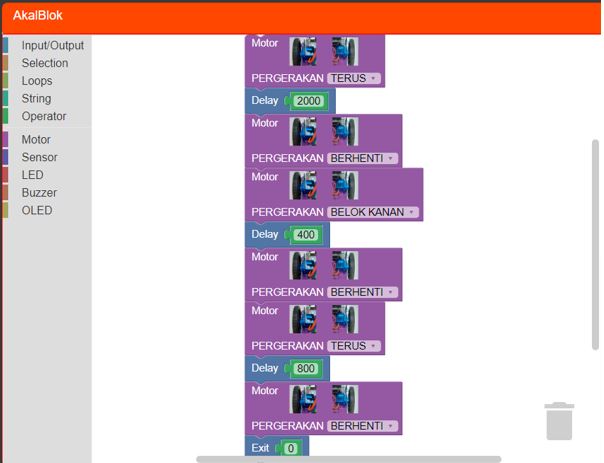 AkalBlok
Input/Output
Selection
Loops
String
Operator
Motor
Sensor
LED
Buzzer
OLED
Motor
PERGERAKAN TERUS
Delay 2000
Motor
PERGERAKAN BERHENTI
Motor
PERGERAKAN BELOK KANAN
Delay 400
Motor
PERGERAKAN BERHENTI
Motor
PERGERAKAN TERUS
Delay 800
Motor
PERGERAKAN BERHENTI
Exit 0